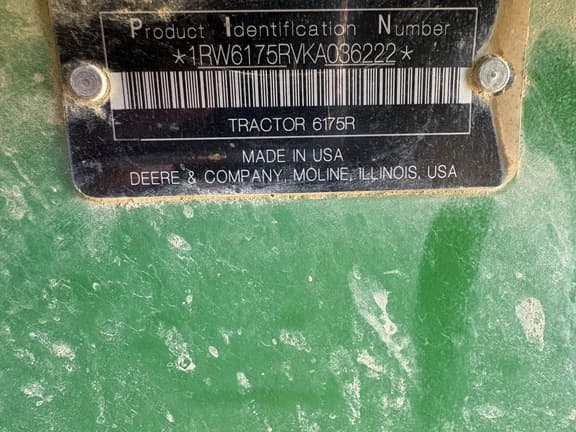 Product Identification Number
*1RW6175RVKA036222*
TRACTOR 6175R
MADE IN USA
DEERE & COMPANY, MOLINE, ILLINOIS, USA